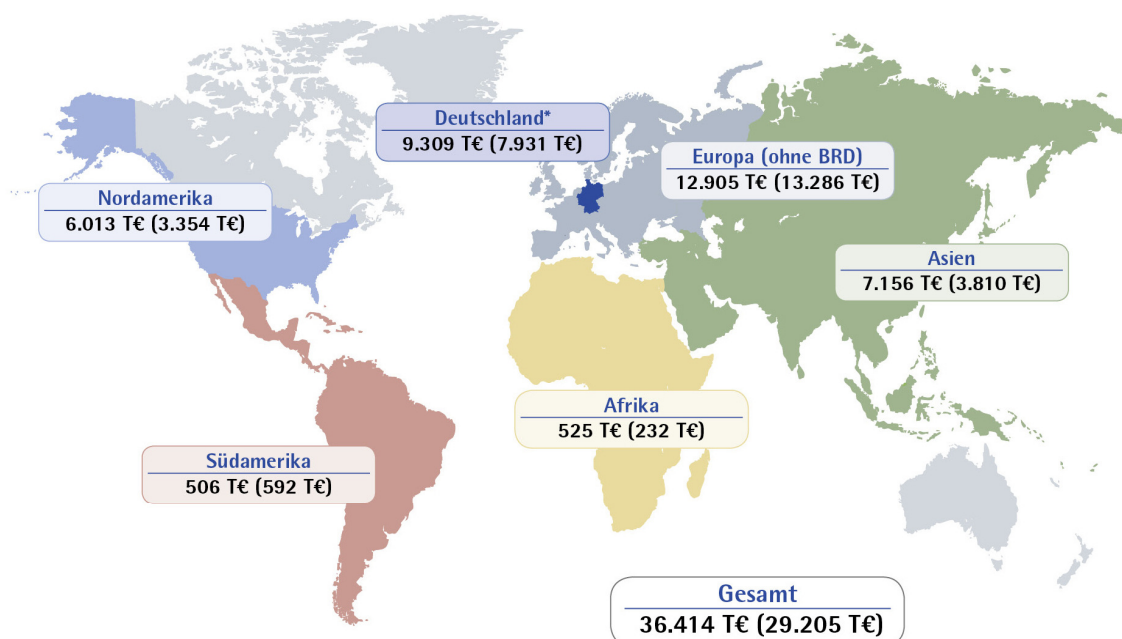 Deutschland*
9.309 T€ (7.931 T€)
Europa (ohne BRD)
12.905 T€ (13.286 T€)
Nordamerika
6.013 T€ (3.354 T€)
Asien
7.156 T€ (3.810 T€)
Afrika
525 T€ (232 T€)
Südamerika
506 T€ (592 T€)
Gesamt
36.414 T€ (29.205 T€)